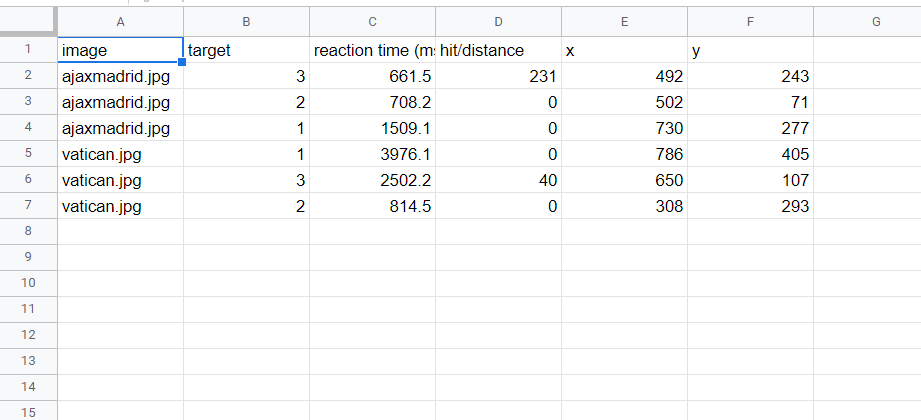 A B C D E F G
1 image target reaction time (ms hit/distance x y
2 ajaxmadrid.jpg 3 661.5 231 492 243
3 ajaxmadrid.jpg 2 708.2 0 502 71
4 ajaxmadrid.jpg 1 1509.1 0 730 277
5 vatican.jpg 1 3976.1 0 786 405
6 vatican.jpg 3 2502.2 40 650 107
7 vatican.jpg 2 814.5 0 308 293
8
9
10
11
12
13
14
15